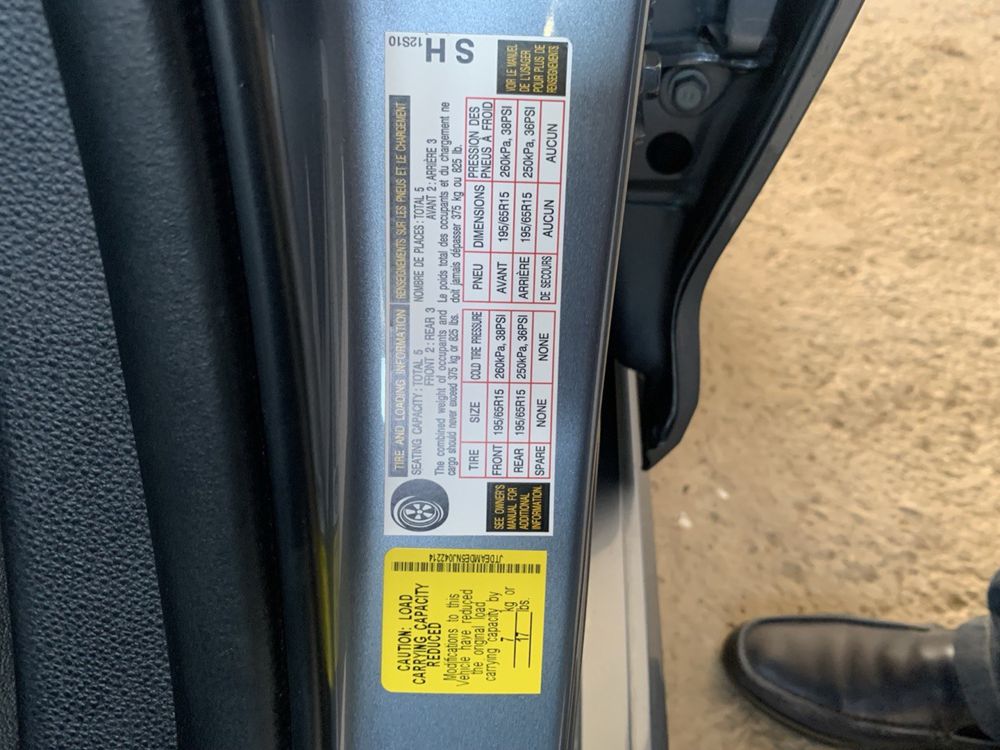 TIRE AND LOADING INFORMATION
SEATING CAPACITY : TOTAL 5
FRONT 2 : REAR 3
The combined weight of occupants and
cargo should never exceed 375 kg or 825 lbs.
TIRE SIZE COLD TIRE PRESSURE
FRONT 195/65R15 260kPa, 38PSI
REAR 195/65R15 250kPa, 36PSI
SPARE NONE NONE
SEE OWNER'S
MANUAL FOR
ADDITIONAL
INFORMATION.
RENSEIGNEMENTS SUR LES PNEUS ET LE CHARGEMENT
NOMBRE DE PLACES : TOTAL 5
AVANT 2 : ARRIÈRE 3
Le poids total des occupants et du chargement ne
doit jamais dépasser 375 kg ou 825 lb.
PNEU DIMENSIONS PRESSION DES
PNEUS À FROID
AVANT 195/65R15 260kPa, 38PSI
ARRIÈRE 195/65R15 250kPa, 36PSI
DE SECOURS AUCUN AUCUN
VOIR LE MANUEL
DE L'USAGER
POUR PLUS DE
RENSEIGNEMENTS
S H
12S10
CAUTION: LOAD
CARRYING CAPACITY
REDUCED
Modifications to this
Vehicle have reduced
the original load
carrying capacity by
7 kg or
17 lbs.
JTDEAMDE5NJ042214